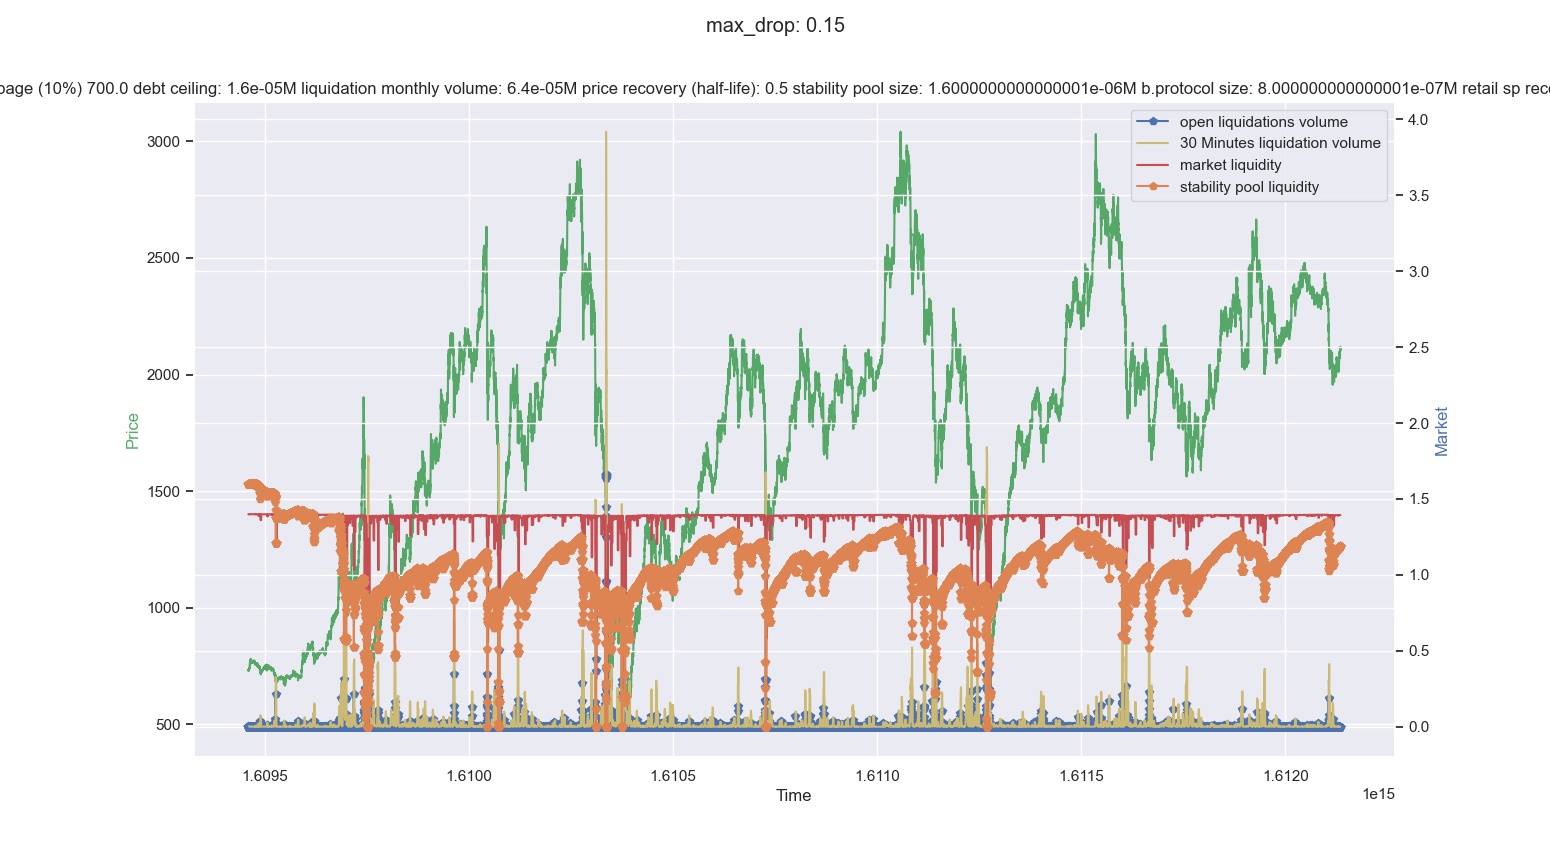 max_drop: 0.15
page (10%) 700.0 debt ceiling: 1.6e-05M liquidation monthly volume: 6.4e-05M price recovery (half-life): 0.5 stability pool size: 1.6000000000000001e-06M b.protocol size: 8.000000000000001e-07M retail sp reco
open liquidations volume
30 Minutes liquidation volume
market liquidity
stability pool liquidity
3000
2500
2000
1500
1000
500
Price
4.0
3.5
3.0
2.5
2.0
1.5
1.0
0.5
0.0
Market
1.6095 1.6100 1.6105 1.6110 1.6115 1.6120
1e15
Time